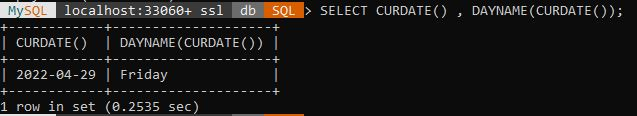 MySQL localhost:33060+ ssl db SQL > SELECT CURDATE() , DAYNAME(CURDATE());
+------------+--------------------+
| CURDATE()  | DAYNAME(CURDATE()) |
+------------+--------------------+
| 2022-04-29 | Friday             |
+------------+--------------------+
1 row in set (0.2535 sec)